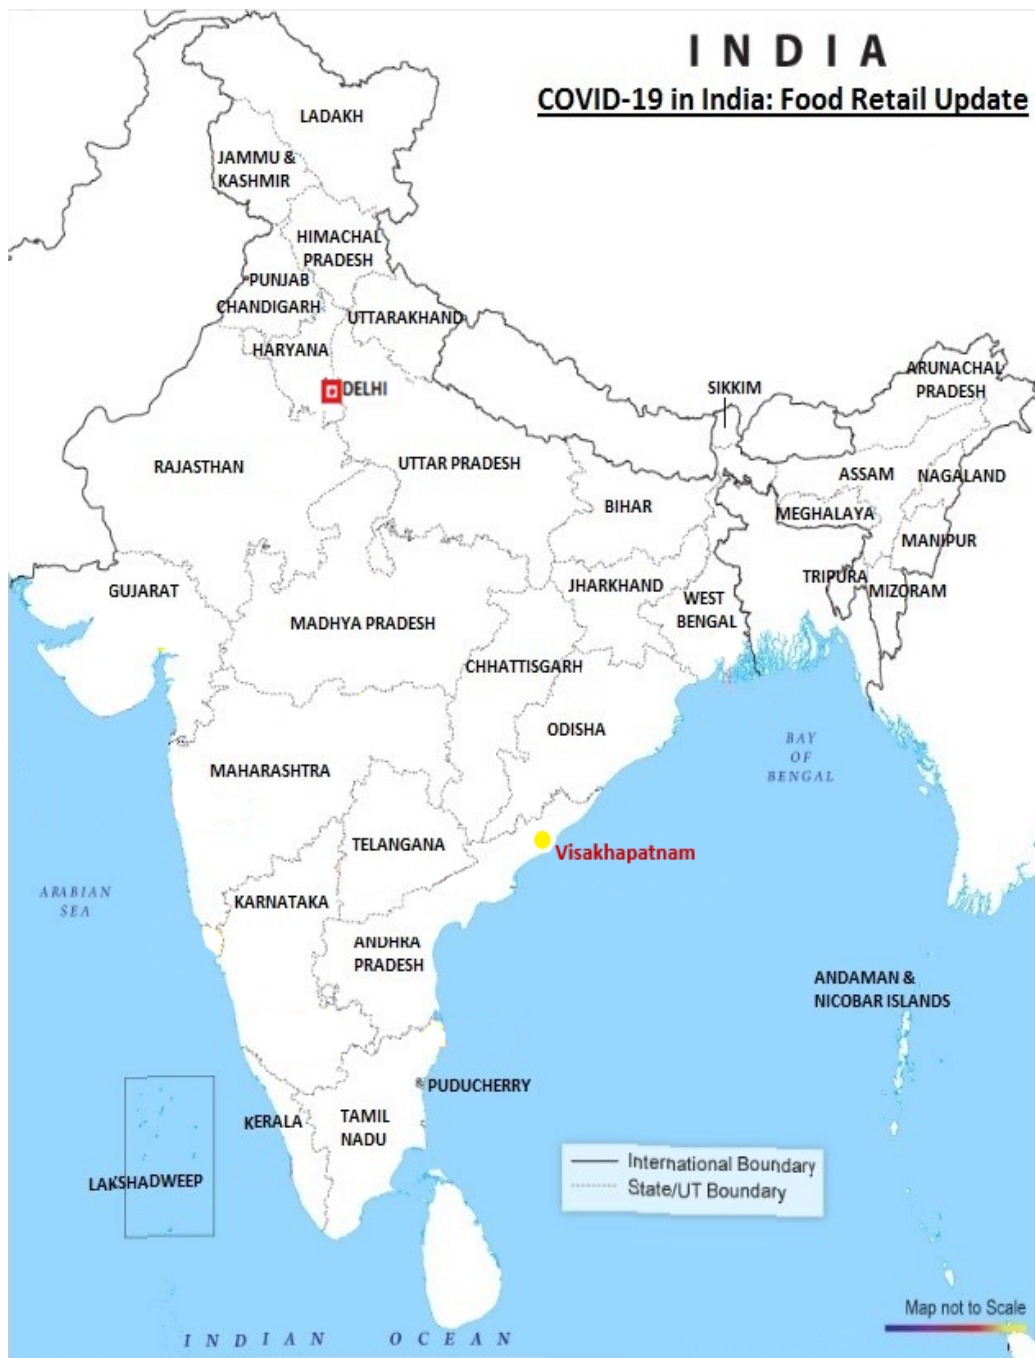 INDIA
COVID-19 in India: Food Retail Update
LADAKH
JAMMU &
KASHMIR
HIMACHAL
PRADESH
PUNJAB
CHANDIGARH
UTTARAKHAND
HARYANA
DELHI
SIKKIM
ARUNACHAL
PRADESH
RAJASTHAN
UTTAR PRADESH
ASSAM
NAGALAND
BIHAR
MEGHALAYA
MANIPUR
GUJARAT
JHARKHAND
TRIPURA
MIZORAM
WEST
BENGAL
MADHYA PRADESH
CHHATTISGARH
ODISHA
BAY
OF
BENGAL
MAHARASHTRA
TELANGANA
Visakhapatnam
ARABIAN
SEA
KARNATAKA
ANDHRA
PRADESH
ANDAMAN &
NICOBAR ISLANDS
PUDUCHERRY
KERALA
TAMIL
NADU
LAKSHADWEEP
International Boundary
State/UT Boundary
Map not to Scale
INDIAN OCEAN